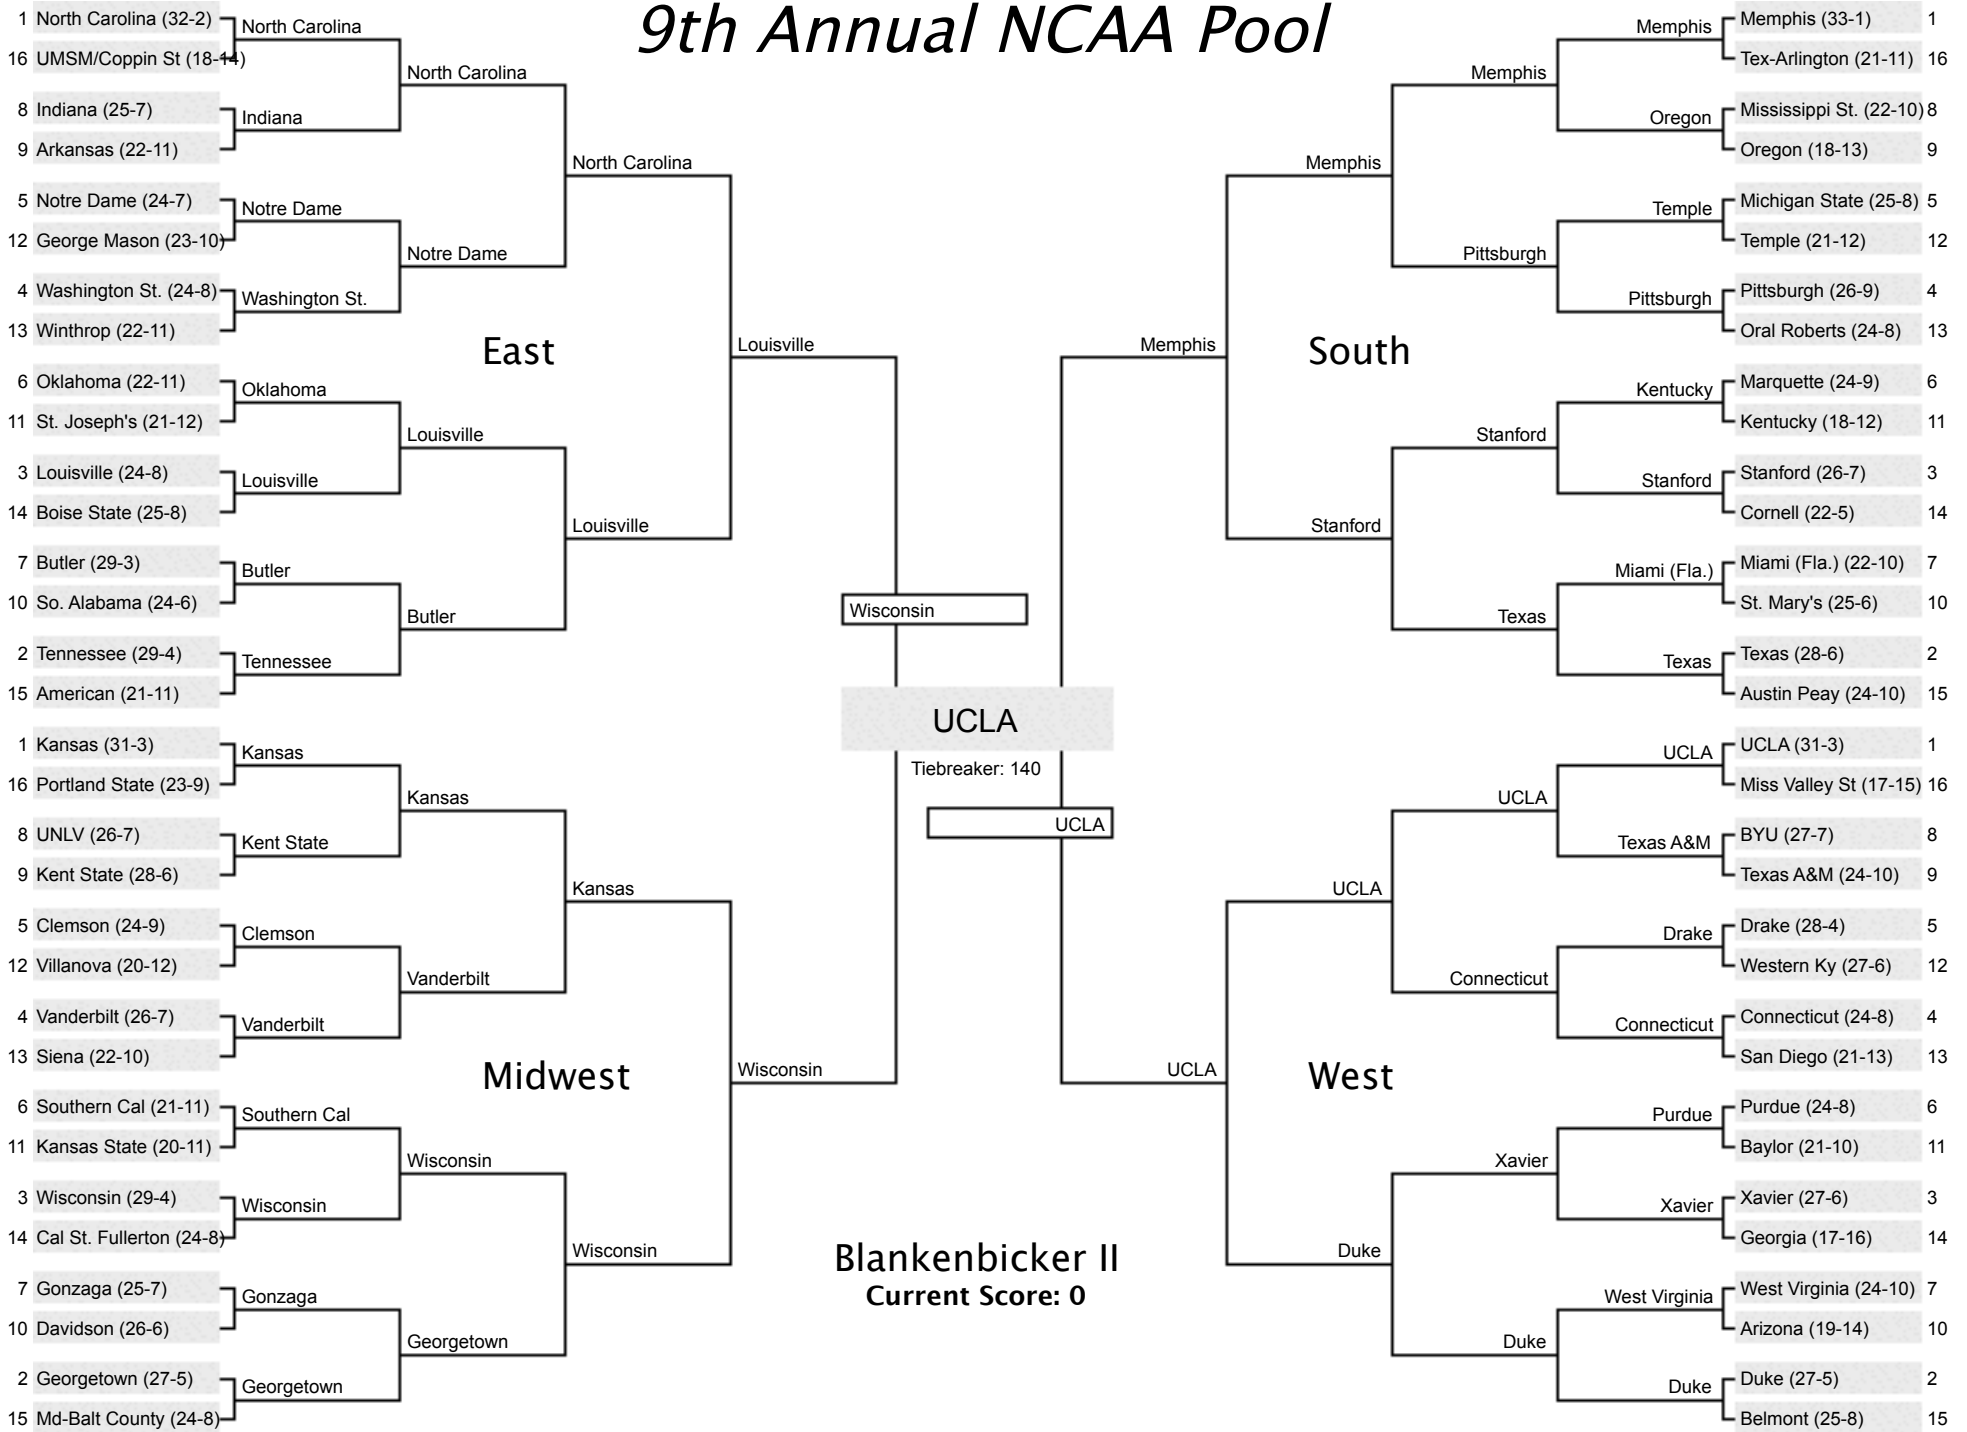 9th Annual NCAA Pool
1 North Carolina (32-2)
16 UMSM/Coppin St (18-14)
8 Indiana (25-7)
9 Arkansas (22-11)
5 Notre Dame (24-7)
12 George Mason (23-10)
4 Washington St. (24-8)
13 Winthrop (22-11)
6 Oklahoma (22-11)
11 St. Joseph's (21-12)
3 Louisville (24-8)
14 Boise State (25-8)
7 Butler (29-3)
10 So. Alabama (24-6)
2 Tennessee (29-4)
15 American (21-11)
North Carolina
Indiana
Notre Dame
Washington St.
Oklahoma
Louisville
Butler
Tennessee
North Carolina
Notre Dame
Louisville
Butler
North Carolina
Louisville
East
Louisville
1 Kansas (31-3)
16 Portland State (23-9)
8 UNLV (26-7)
9 Kent State (28-6)
5 Clemson (24-9)
12 Villanova (20-12)
4 Vanderbilt (26-7)
13 Siena (22-10)
6 Southern Cal (21-11)
11 Kansas State (20-11)
3 Wisconsin (29-4)
14 Cal St. Fullerton (24-8)
7 Gonzaga (25-7)
10 Davidson (26-6)
2 Georgetown (27-5)
15 Md-Balt County (24-8)
Kansas
Kent State
Clemson
Vanderbilt
Southern Cal
Wisconsin
Gonzaga
Georgetown
Kansas
Vanderbilt
Wisconsin
Georgetown
Kansas
Wisconsin
Midwest
Wisconsin
Wisconsin
UCLA
Tiebreaker: 140
UCLA
Blankenbicker II
Current Score: 0
Memphis (33-1) 1
Tex-Arlington (21-11) 16
Mississippi St. (22-10) 8
Oregon (18-13) 9
Michigan State (25-8) 5
Temple (21-12) 12
Pittsburgh (26-9) 4
Oral Roberts (24-8) 13
Marquette (24-9) 6
Kentucky (18-12) 11
Stanford (26-7) 3
Cornell (22-5) 14
Miami (Fla.) (22-10) 7
St. Mary's (25-6) 10
Texas (28-6) 2
Austin Peay (24-10) 15
Memphis
Oregon
Temple
Pittsburgh
Kentucky
Stanford
Miami (Fla.)
Texas
Memphis
Pittsburgh
Stanford
Texas
Memphis
Stanford
South
Memphis
UCLA (31-3) 1
Miss Valley St (17-15) 16
BYU (27-7) 8
Texas A&M (24-10) 9
Drake (28-4) 5
Western Ky (27-6) 12
Connecticut (24-8) 4
San Diego (21-13) 13
Purdue (24-8) 6
Baylor (21-10) 11
Xavier (27-6) 3
Georgia (17-16) 14
West Virginia (24-10) 7
Arizona (19-14) 10
Duke (27-5) 2
Belmont (25-8) 15
UCLA
Texas A&M
Drake
Connecticut
Purdue
Xavier
West Virginia
Duke
UCLA
Connecticut
Xavier
Duke
UCLA
Duke
West
UCLA